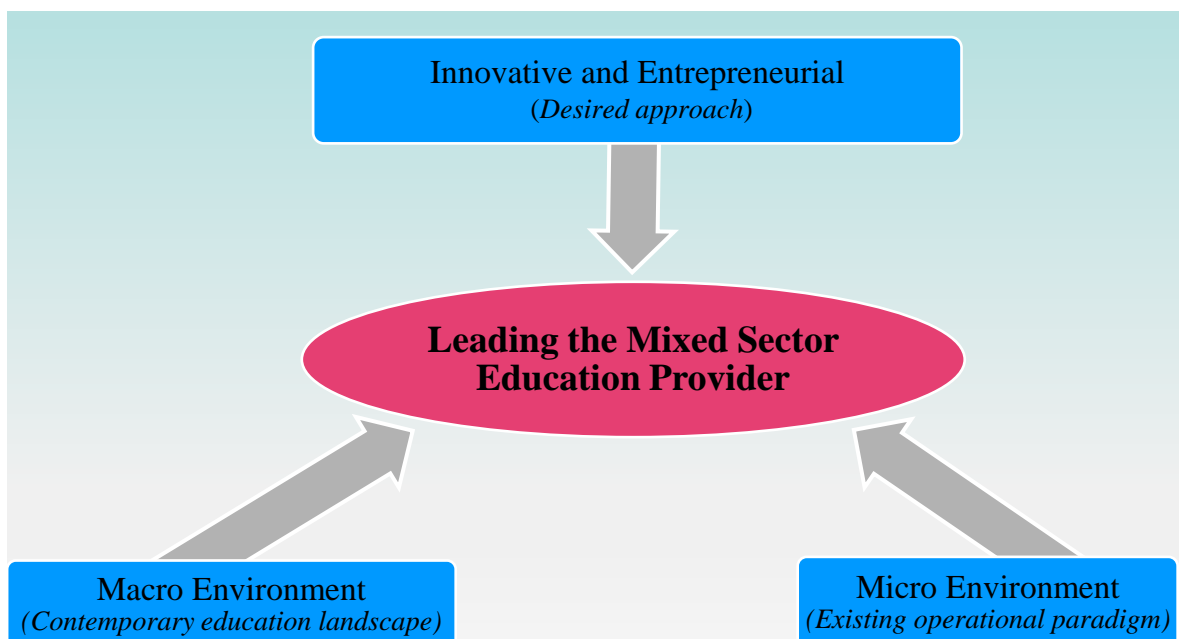 Innovative and Entrepreneurial
(Desired approach)
Leading the Mixed Sector
Education Provider
Macro Environment
(Contemporary education landscape)
Micro Environment
(Existing operational paradigm)